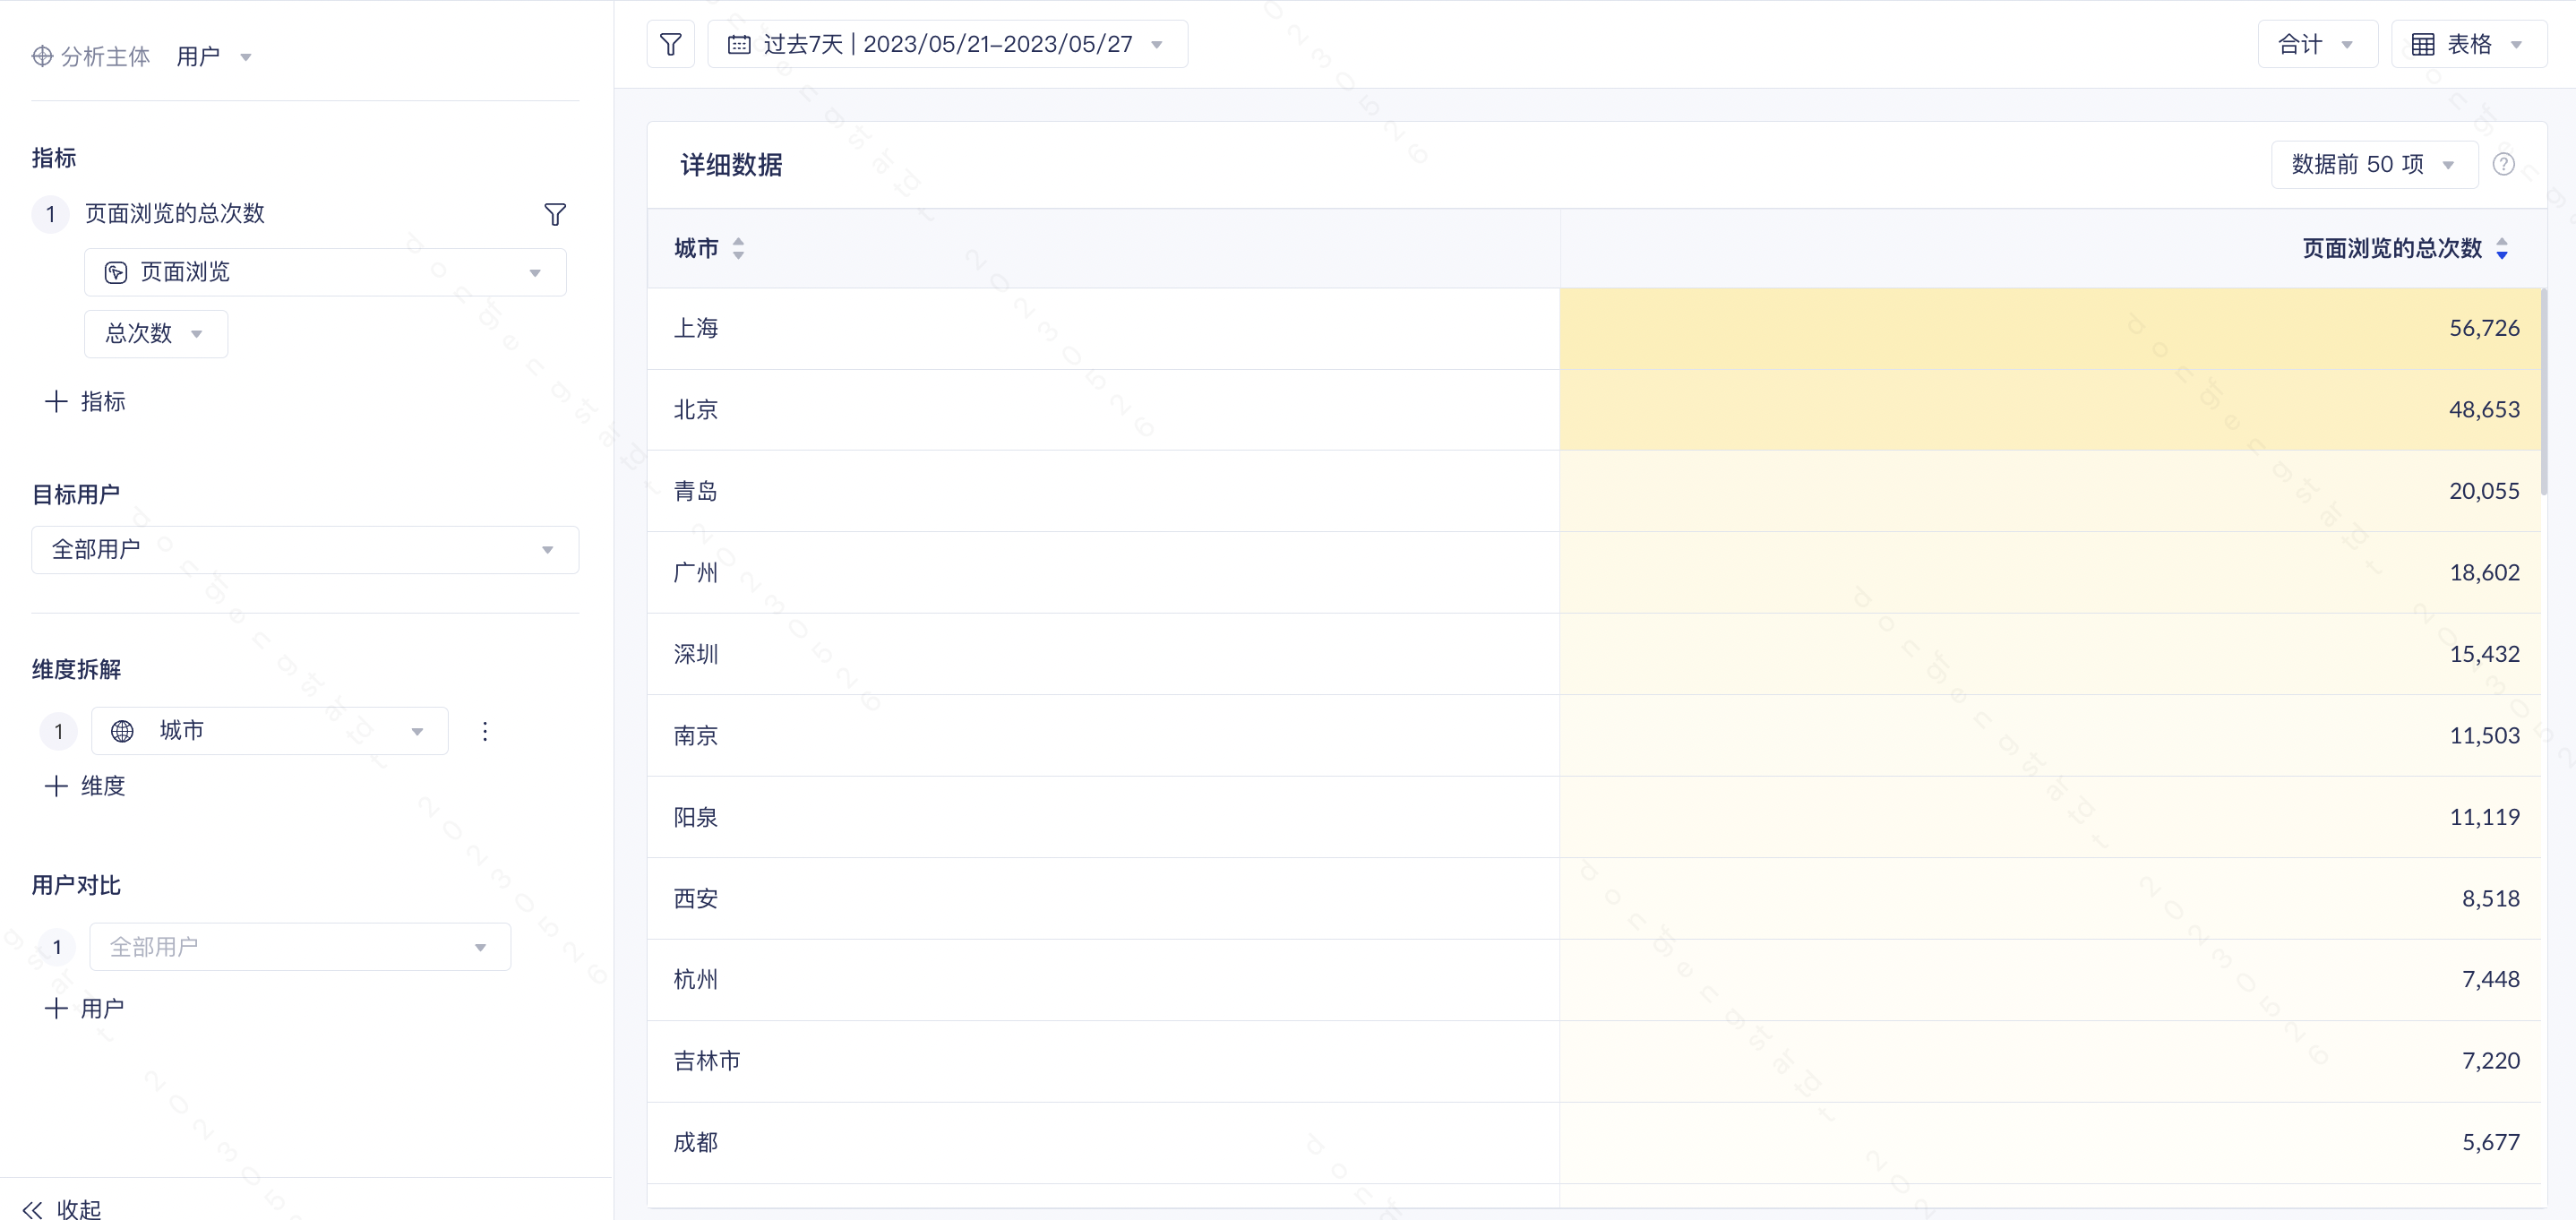 分析主体 用户
过去7天 | 2023/05/21-2023/05/27
合计
表格
指标
1 页面浏览的总次数
页面浏览
总次数
+ 指标
目标用户
全部用户
维度拆解
1 城市
+ 维度
用户对比
1 全部用户
+ 用户
收起
详细数据
数据前 50 项
城市 页面浏览的总次数
上海 56,726
北京 48,653
青岛 20,055
广州 18,602
深圳 15,432
南京 11,503
阳泉 11,119
西安 8,518
杭州 7,448
吉林市 7,220
成都 5,677